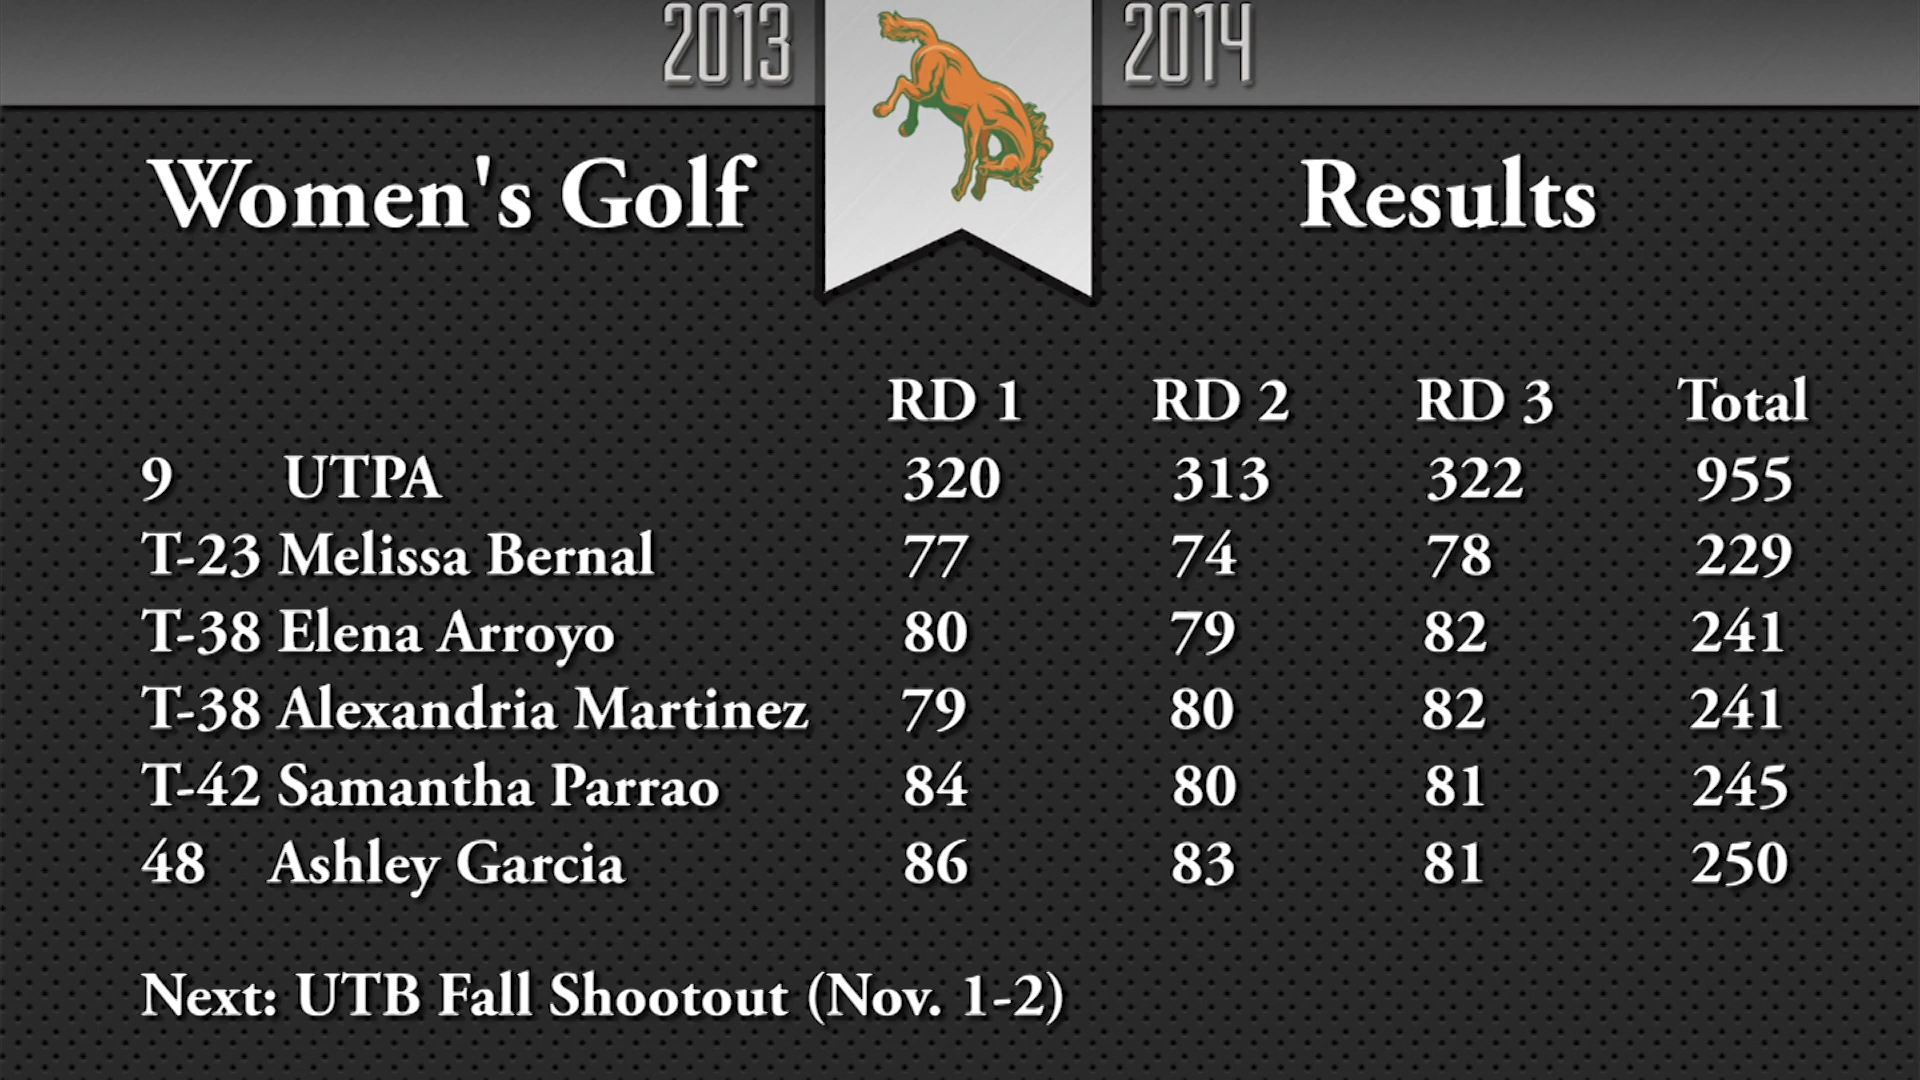 2013 2014
Women's Golf Results
RD 1 RD 2 RD 3 Total
9 UTPA 320 313 322 955
T-23 Melissa Bernal 77 74 78 229
T-38 Elena Arroyo 80 79 82 241
T-38 Alexandria Martinez 79 80 82 241
T-42 Samantha Parrao 84 80 81 245
48 Ashley Garcia 86 83 81 250
Next: UTB Fall Shootout (Nov. 1-2)